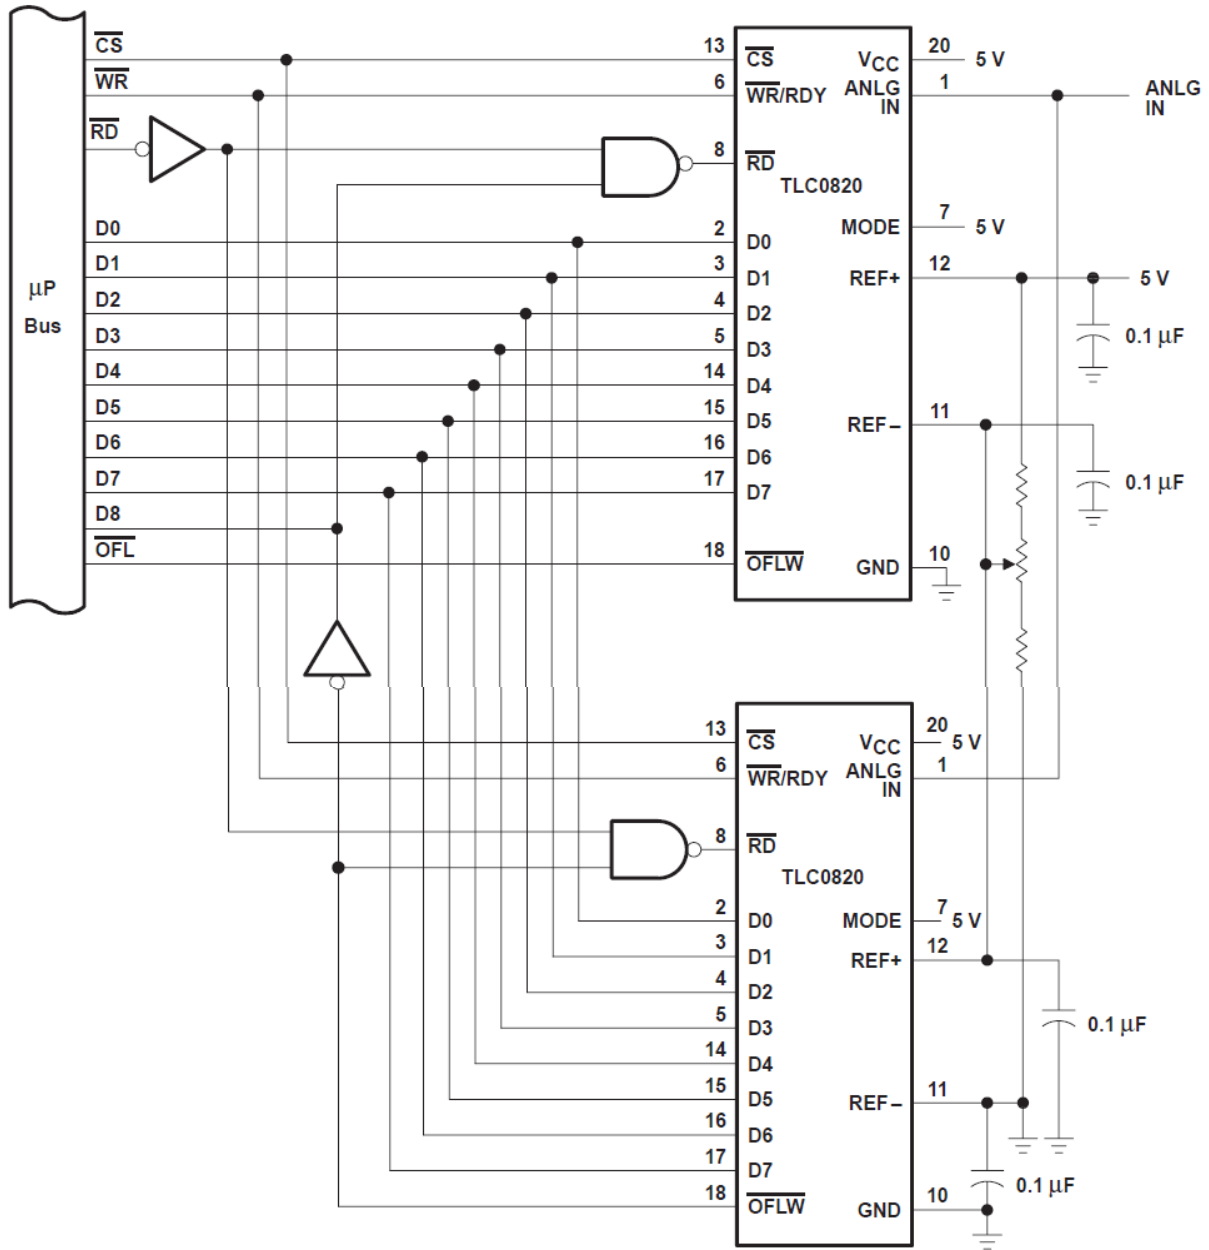 CS 13 CS VCC 20 5 V
WR 6 WR/RDY ANLG IN 1 ANLG IN
RD 8 RD
TLC0820
MODE 7 5 V
D0 2 D0
D1 3 D1 REF+ 12 5 V
μP Bus
D2 4 D2
D3 5 D3 0.1 μF
D4 14 D4
D5 15 D5 REF– 11
D6 16 D6
D7 17 D7 0.1 μF
D8
OFL 18 OFLW GND 10
13 CS VCC 20 5 V
6 WR/RDY ANLG IN 1
8 RD
TLC0820
2 D0 MODE 7 5 V
3 D1 REF+ 12
4 D2
5 D3 0.1 μF
14 D4
15 D5 REF– 11
16 D6
17 D7 0.1 μF
18 OFLW GND 10